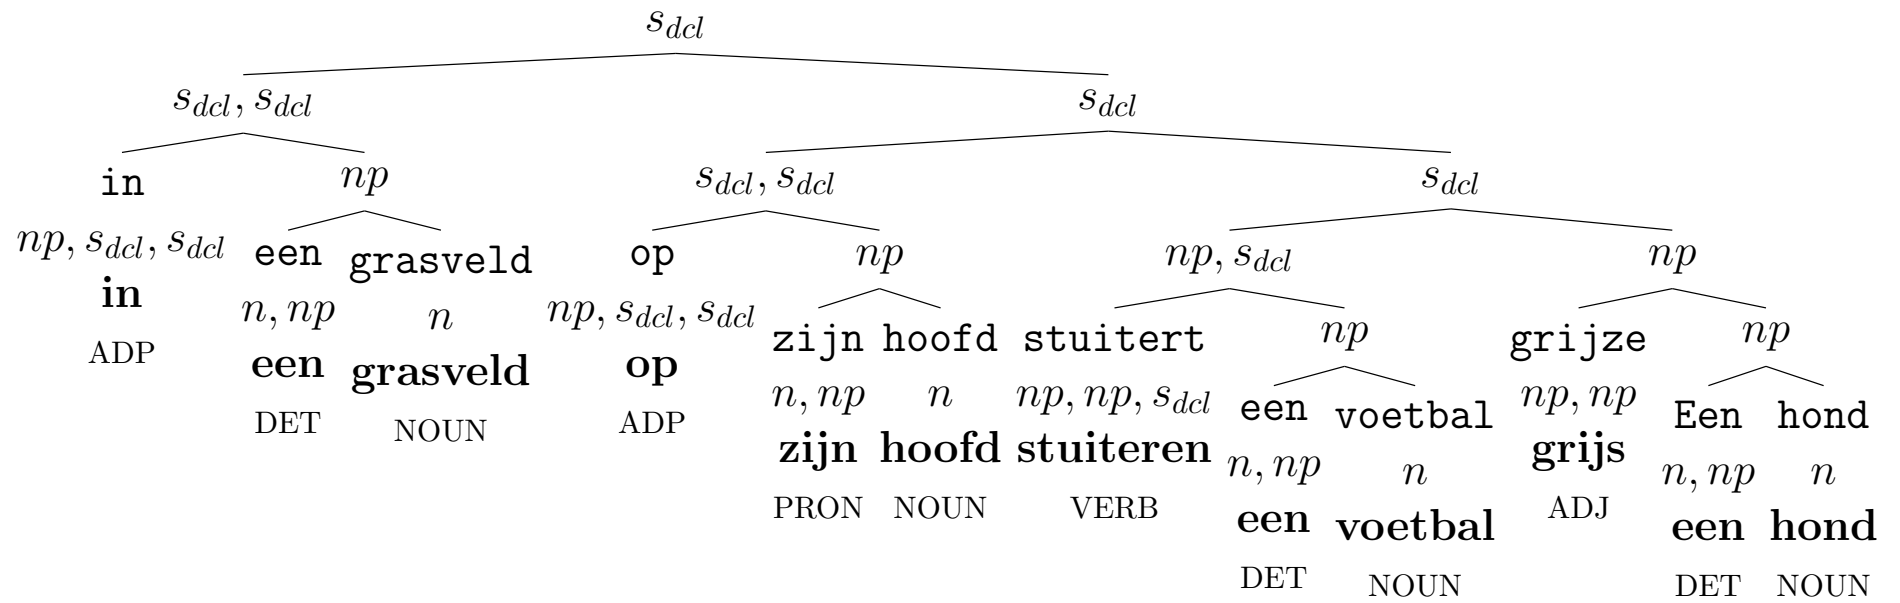 s_dcl
s_dcl, s_dcl s_dcl
in np s_dcl, s_dcl s_dcl
np, s_dcl, s_dcl een grasveld op np np, s_dcl np
in n, np n np, s_dcl, s_dcl zijn hoofd stuitert np grijze np
ADP een grasveld op n, np n np, np, s_dcl een voetbal np, np Een hond
DET NOUN ADP zijn hoofd stuiteren n, np n grijs n, np n
PRON NOUN VERB een voetbal ADJ een hond
DET NOUN DET NOUN